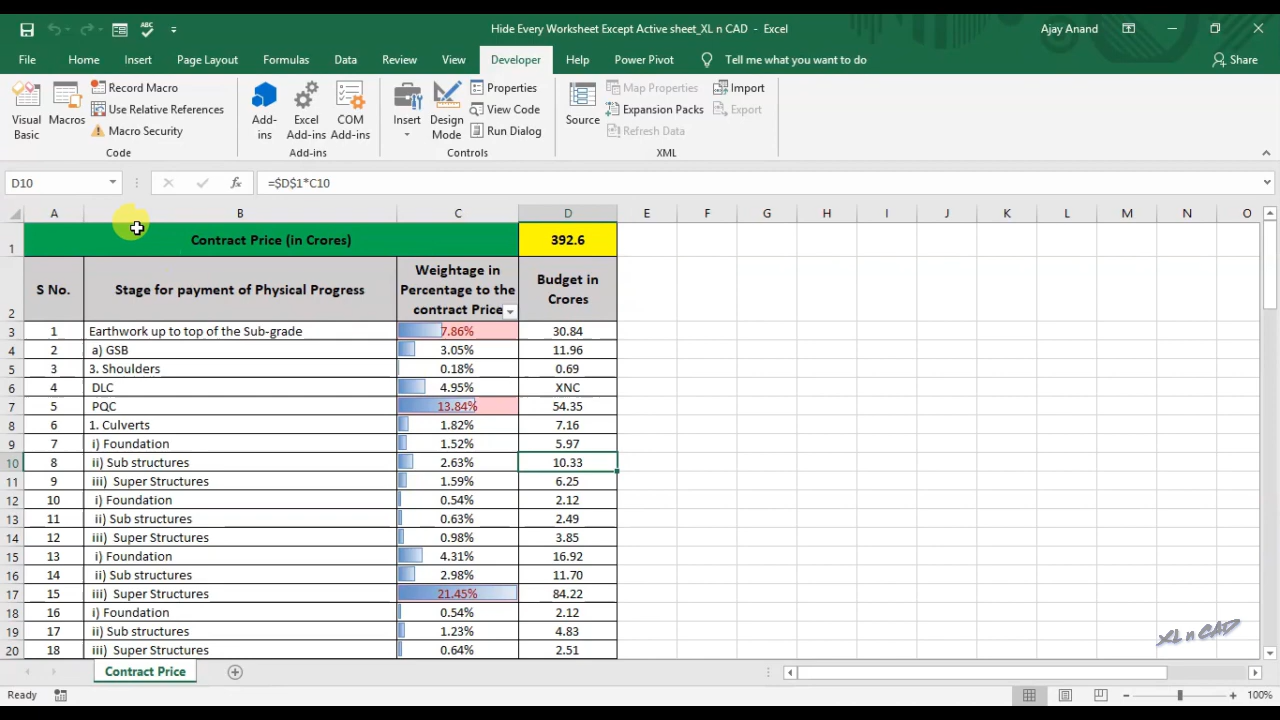 Hide Every Worksheet Except Active sheet_XL n CAD - Excel
Ajay Anand
File Home Insert Page Layout Formulas Data Review View Developer Help Power Pivot Tell me what you want to do Share
Visual Basic
Macros
Record Macro
Use Relative References
Macro Security
Code
Add-ins
Excel Add-ins
COM Add-ins
Add-ins
Insert
Design Mode
Properties
View Code
Run Dialog
Controls
Source
Map Properties
Expansion Packs
Refresh Data
Import
Export
XML
D10 fx =$D$1*C10
A B C D E F G H I J K L M N O
1 Contract Price (in Crores) 392.6
2 S No. Stage for payment of Physical Progress Weightage in Percentage to the contract Price Budget in Crores
3 1 Earthwork up to top of the Sub-grade 7.86% 30.84
4 2 a) GSB 3.05% 11.96
5 3 3. Shoulders 0.18% 0.69
6 4 DLC 4.95% XNC
7 5 PQC 13.84% 54.35
8 6 1. Culverts 1.82% 7.16
9 7 i) Foundation 1.52% 5.97
10 8 ii) Sub structures 2.63% 10.33
11 9 iii) Super Structures 1.59% 6.25
12 10 i) Foundation 0.54% 2.12
13 11 ii) Sub structures 0.63% 2.49
14 12 iii) Super Structures 0.98% 3.85
15 13 i) Foundation 4.31% 16.92
16 14 ii) Sub structures 2.98% 11.70
17 15 iii) Super Structures 21.45% 84.22
18 16 i) Foundation 0.54% 2.12
19 17 ii) Sub structures 1.23% 4.83
20 18 iii) Super Structures 0.64% 2.51
XL n CAD
Contract Price
Ready
100%